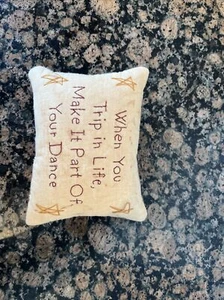 When You
Trip in Life,
Make It Part Of
Your Dance